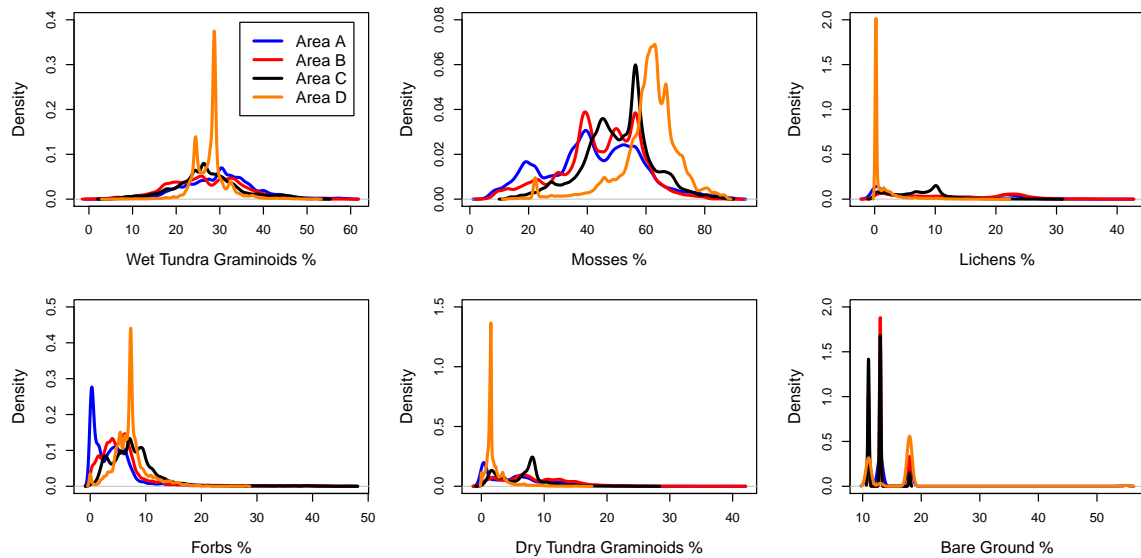 Density
0.0 0.1 0.2 0.3 0.4
0 10 20 30 40 50 60
Wet Tundra Graminoids %
Area A
Area B
Area C
Area D
Density
0.00 0.02 0.04 0.06 0.08
0 20 40 60 80
Mosses %
Density
0.0 0.5 1.0 1.5 2.0
0 10 20 30 40
Lichens %
Density
0.0 0.1 0.2 0.3 0.4 0.5
0 10 20 30 40 50
Forbs %
Density
0.0 0.5 1.0 1.5
0 10 20 30 40
Dry Tundra Graminoids %
Density
0.0 0.5 1.0 1.5 2.0
10 20 30 40 50
Bare Ground %